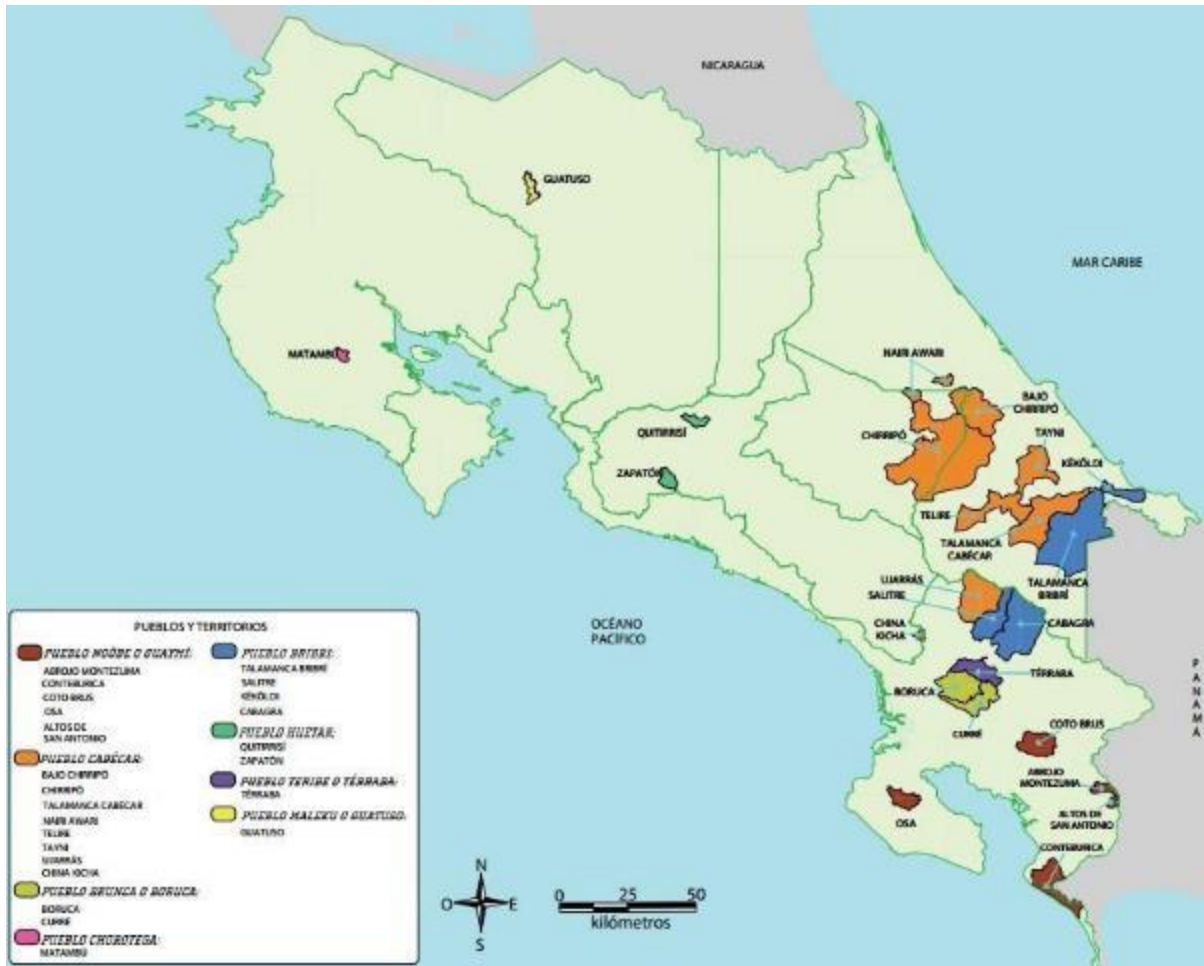 NICARAGUA
GUATUSO
MAR CARIBE
MATAMBÚ
NAIRI AWARI
BAJO
CHIRRIPÓ
QUITIRRISÍ
CHIRRIPÓ
TAYNI
ZAPATÓN
KÉKÖLDI
TELIRE
TALAMANCA
CABÉCAR
UJARRÁS
SALITRE
TALAMANCA
BRIBRÍ
CHINA
KICHA
CABAGRA
OCÉANO
PACÍFICO
TÉRRABA
BORUCA
CURRÉ
COTO BRUS
PANAMÁ
ABROJO
MONTEZUMA
OSA
ALTOS DE
SAN ANTONIO
CONTEBURICA
PUEBLOS Y TERRITORIOS
PUEBLO NGÖBE O GUAYMÍ:
ABROJO MONTEZUMA
CONTEBURICA
COTO BRUS
OSA
ALTOS DE
SAN ANTONIO
PUEBLO CABÉCAR:
BAJO CHIRRIPÓ
CHIRRIPÓ
TALAMANCA CABÉCAR
NAIRI AWARI
TELIRE
TAYNI
UJARRÁS
CHINA KICHA
PUEBLO BRUNCA O BORUCA:
BORUCA
CURRÉ
PUEBLO CHOROTEGA:
MATAMBÚ
PUEBLO BRIBRI:
TALAMANCA BRIBRÍ
SALITRE
KÉKÖLDI
CABAGRA
PUEBLO HUETAR:
QUITIRRISÍ
ZAPATÓN
PUEBLO TERIBE O TÉRRABA:
TÉRRABA
PUEBLO MALEKU O GUATUSO:
GUATUSO
N
O E
S
0 25 50
kilómetros